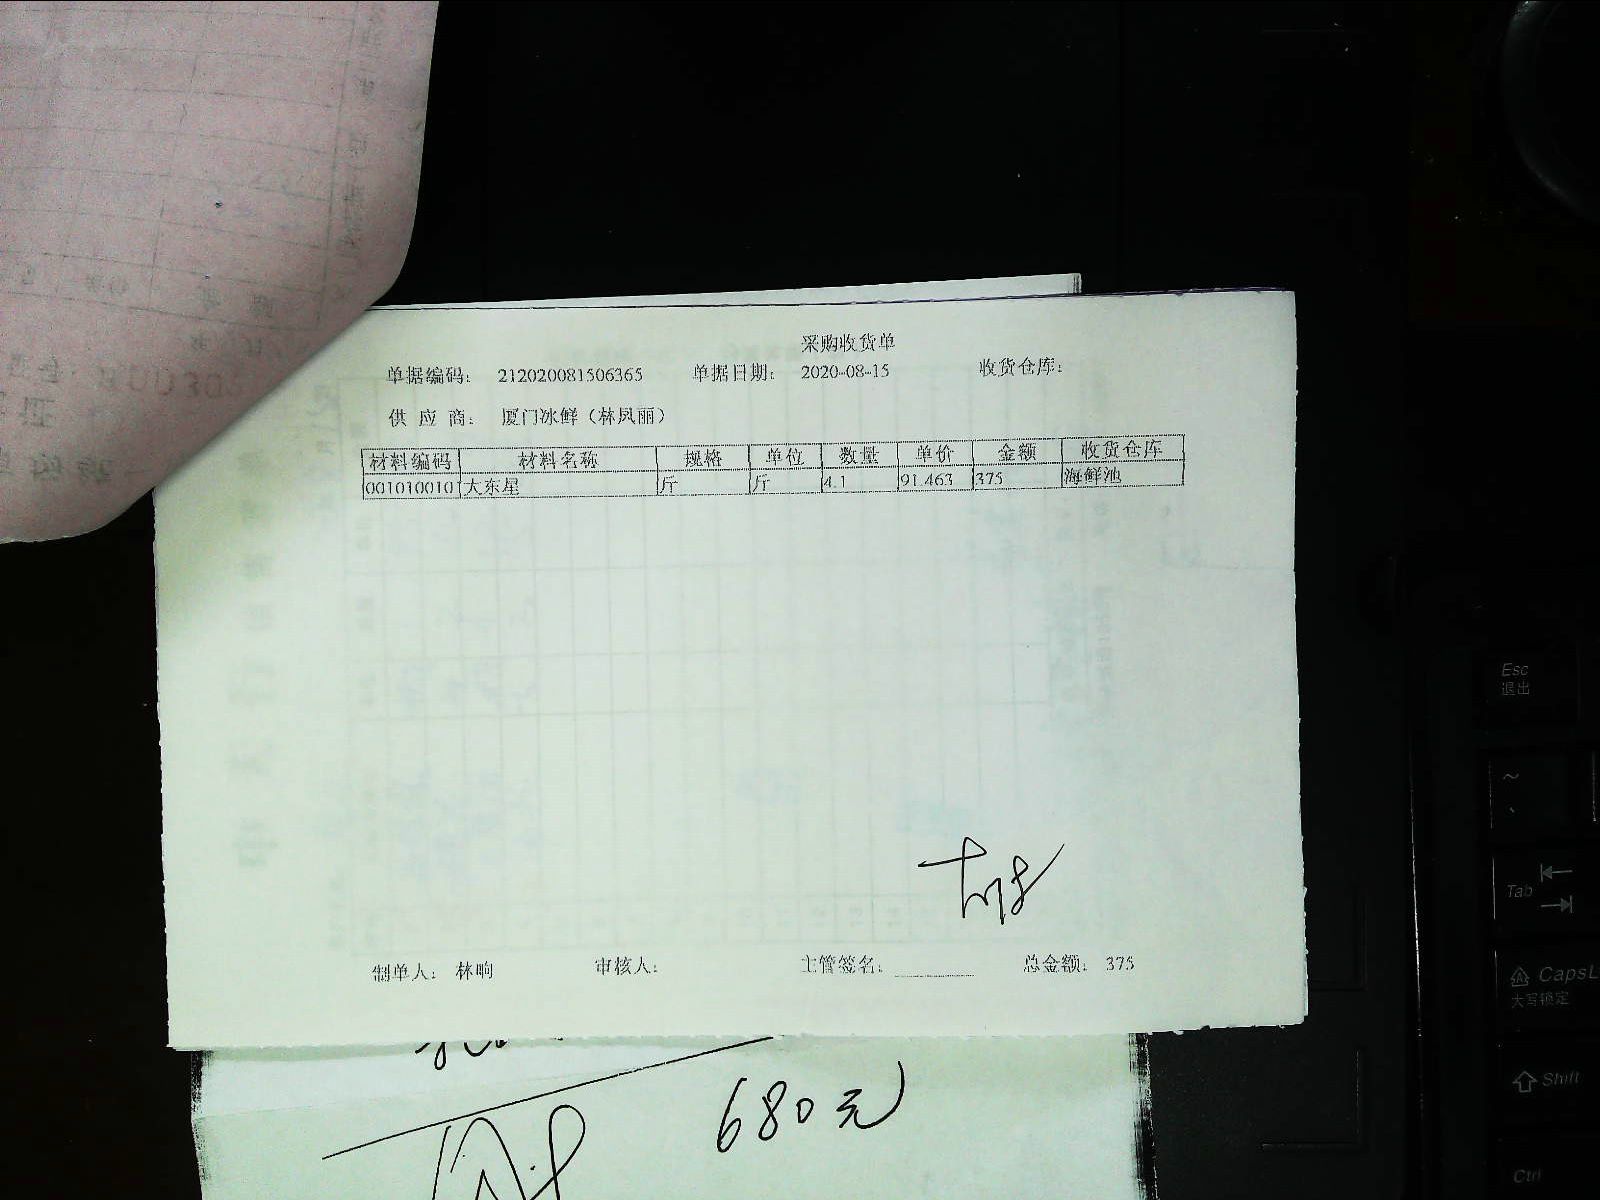 采购收货单
单据编码： 212020081506365 单据日期： 2020-08-15 收货仓库：
供 应 商： 厦门冰鲜（林凤丽）
材料编码 材料名称 规格 单位 数量 单价 金额 收货仓库
001010010 大东星 斤 斤 4.1 91.463 375 海鲜池
制单人： 林晌 审核人： 主管签名： 总金额： 375
680元
Esc
退出
Tab
CapsL
大写锁定
Shift
Ctrl